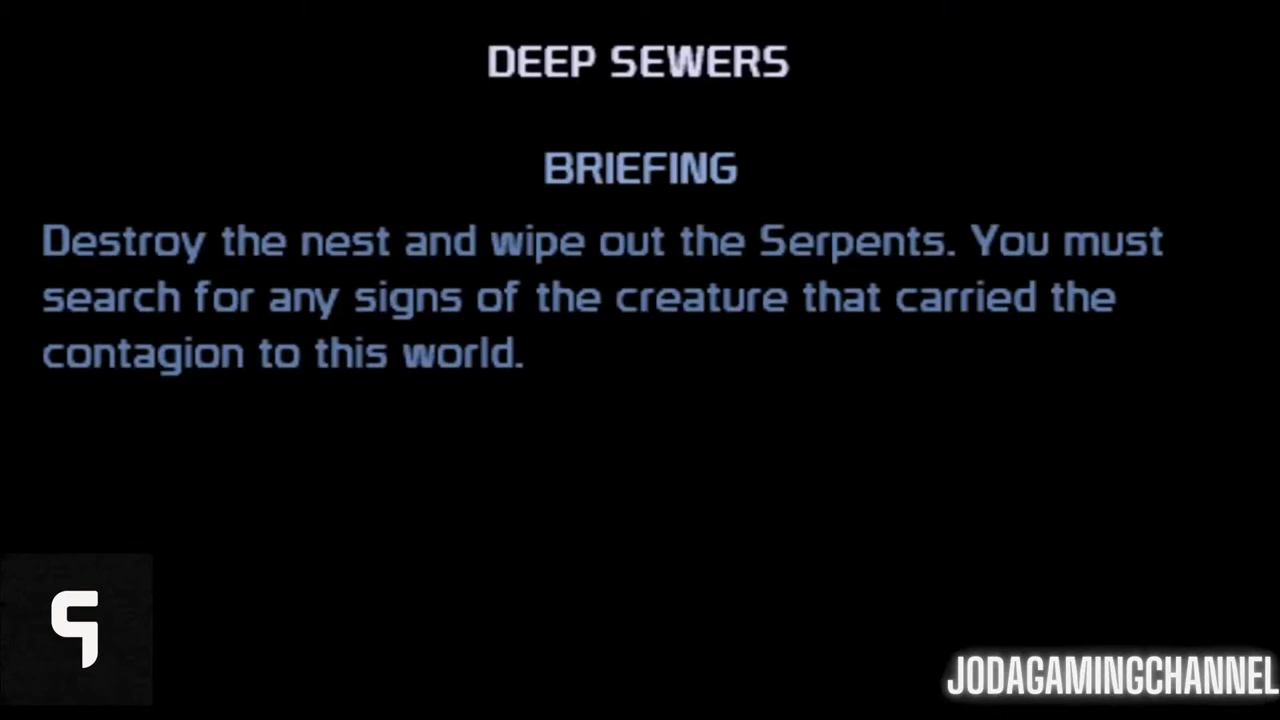 DEEP SEWERS
BRIEFING
Destroy the nest and wipe out the Serpents. You must
search for any signs of the creature that carried the
contagion to this world.
JODAGAMINGCHANNEL